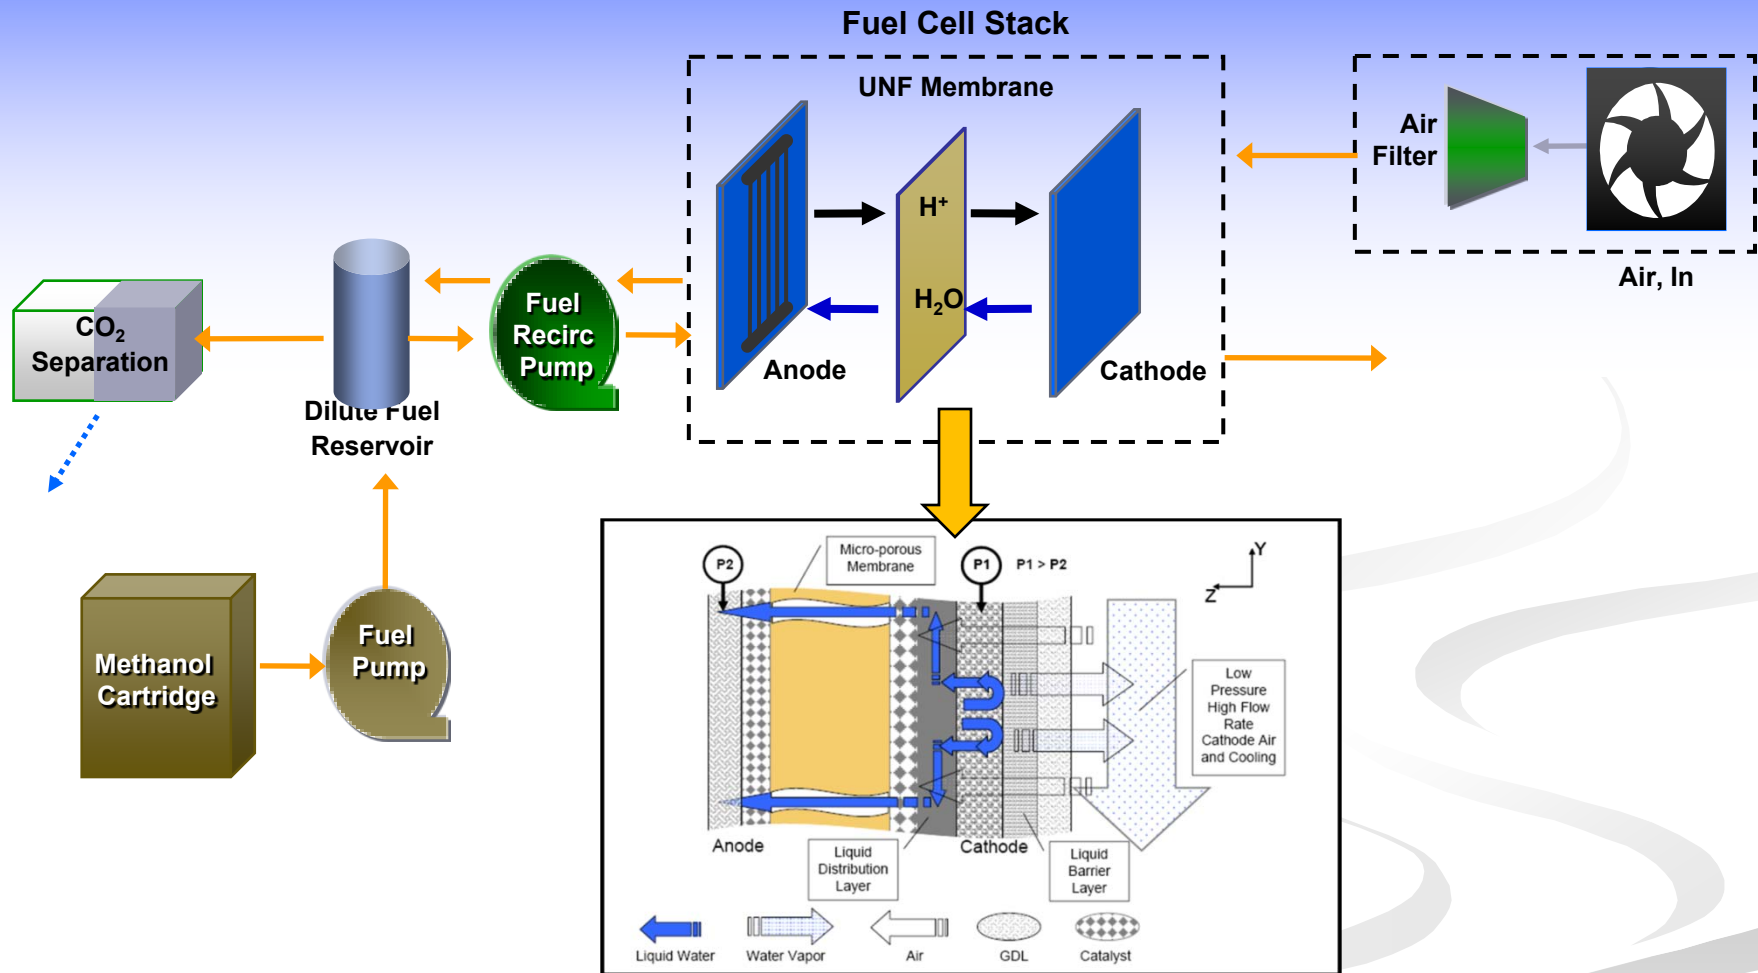 Fuel Cell Stack
UNF Membrane
Air
Filter
Air, In
H⁺
H₂O
Anode
Cathode
CO₂
Separation
Fuel
Recirc
Pump
Dilute Fuel
Reservoir
Methanol
Cartridge
Fuel
Pump
P2
Micro-porous
Membrane
P1
P1 > P2
Y
Z
Low
Pressure
High Flow
Rate
Cathode Air
and Cooling
Anode
Liquid
Distribution
Layer
Cathode
Liquid
Barrier
Layer
Liquid Water
Water Vapor
Air
GDL
Catalyst